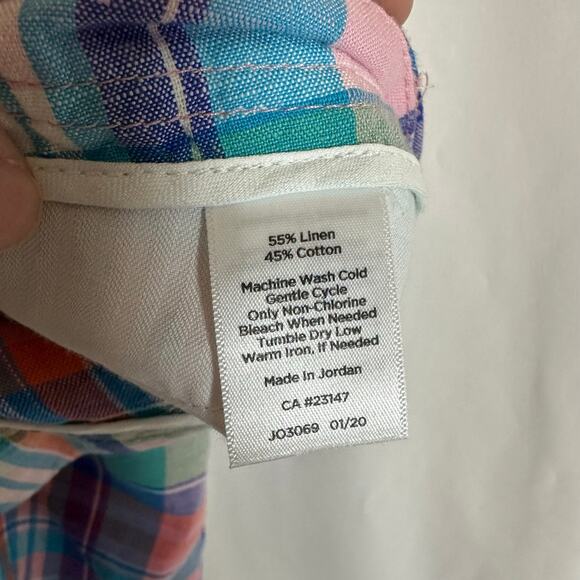 55% Linen
45% Cotton
Machine Wash Cold
Gentle Cycle
Only Non-Chlorine
Bleach When Needed
Tumble Dry Low
Warm Iron, If Needed
Made In Jordan
CA #23147
JO3069 01/20